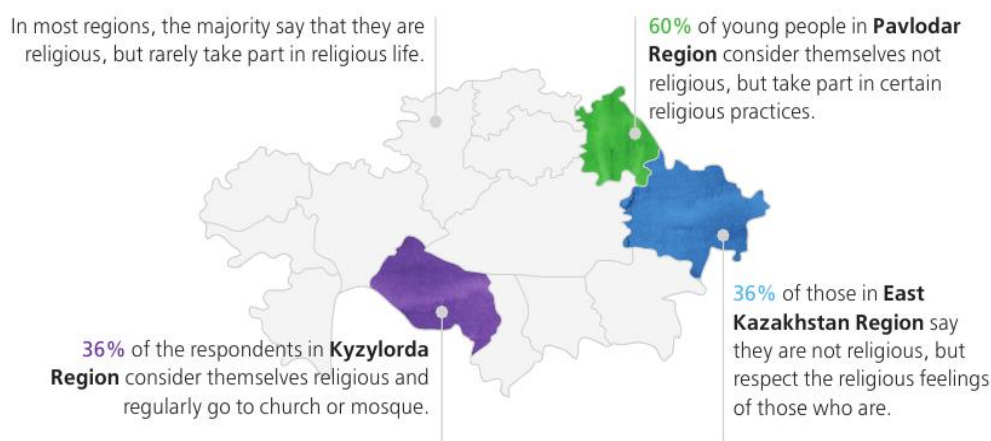 In most regions, the majority say that they are
religious, but rarely take part in religious life.
60% of young people in Pavlodar
Region consider themselves not
religious, but take part in certain
religious practices.
36% of those in East
Kazakhstan Region say
they are not religious, but
respect the religious feelings
of those who are.
36% of the respondents in Kyzylorda
Region consider themselves religious and
regularly go to church or mosque.